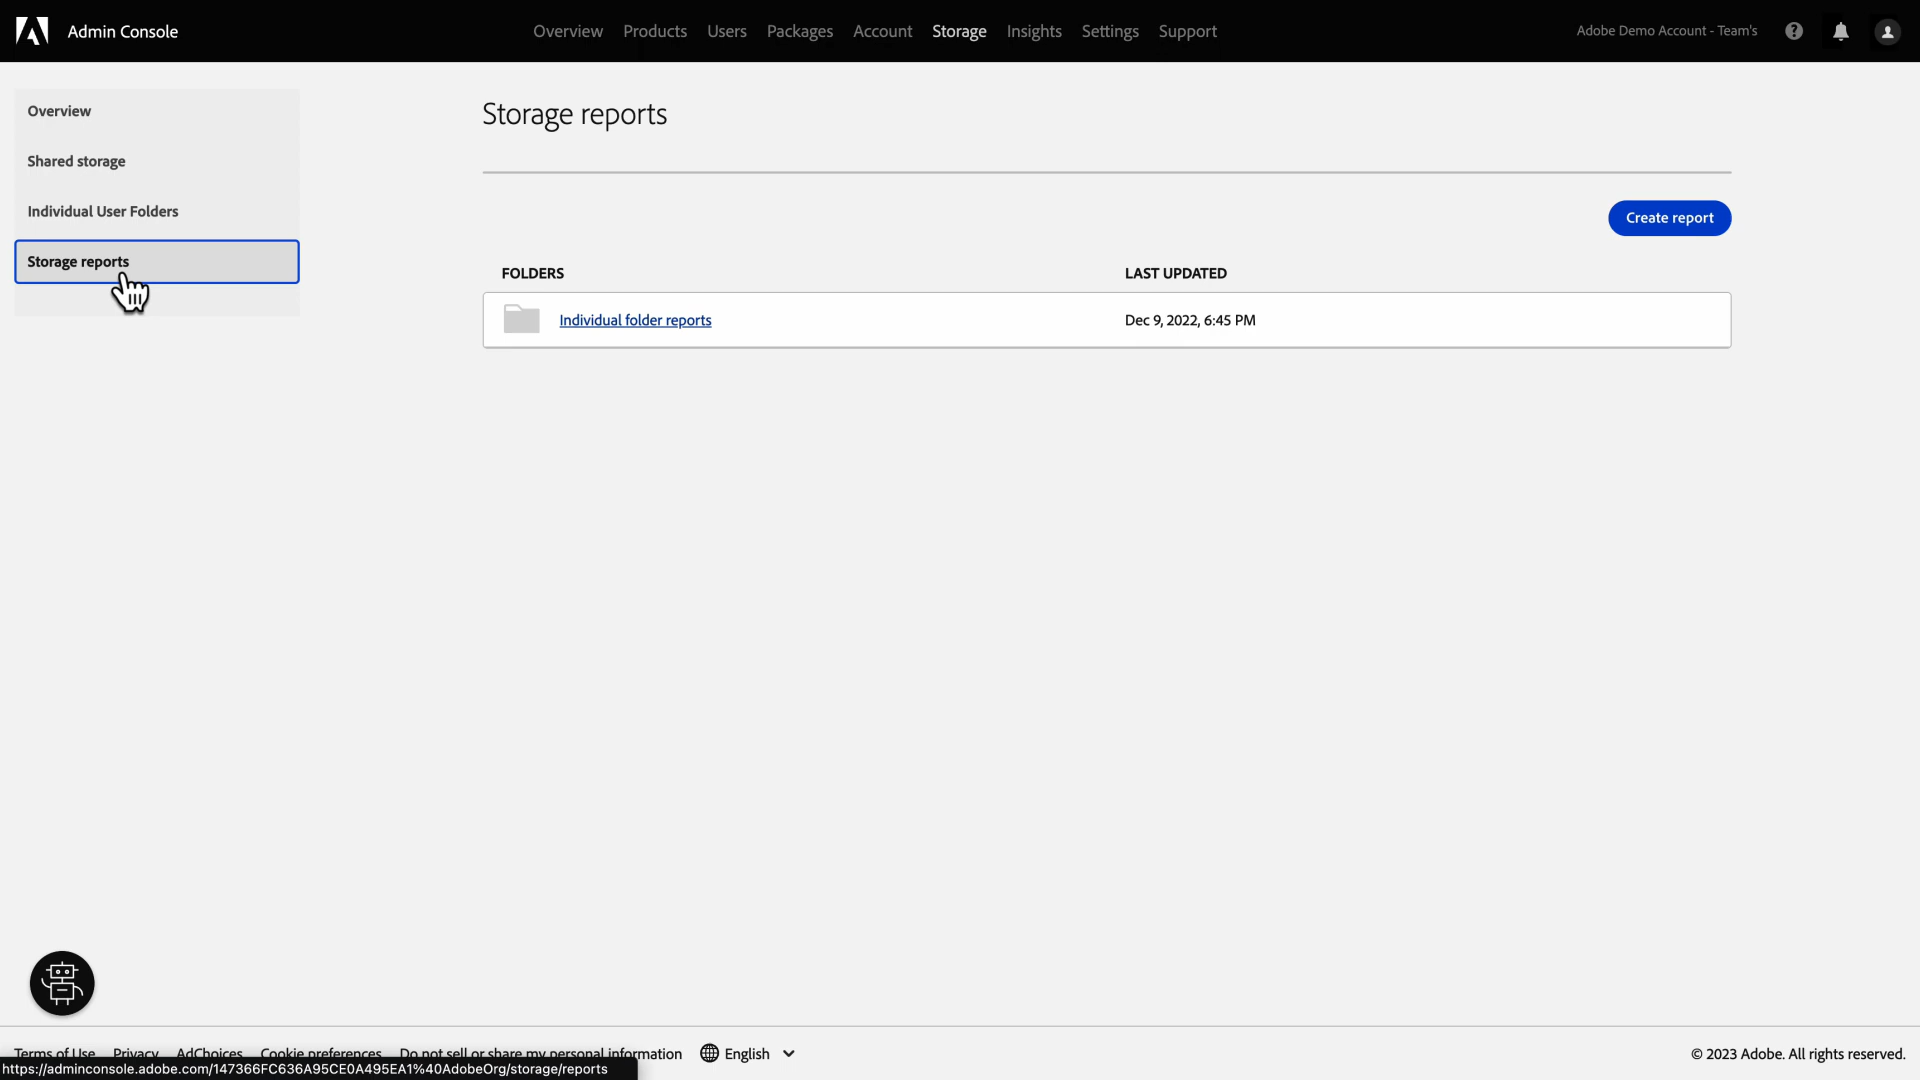 Admin Console
Overview Products Users Packages Account Storage Insights Settings Support
Adobe Demo Account - Team's
Overview
Shared storage
Individual User Folders
Storage reports
Storage reports
Create report
FOLDERS LAST UPDATED
Individual folder reports Dec 9, 2022, 6:45 PM
Terms of Use Privacy AdChoices Cookie preferences Do not sell or share my personal information English
© 2023 Adobe. All rights reserved.
https://adminconsole.adobe.com/147366FC636A95CE0A495EA1%40AdobeOrg/storage/reports